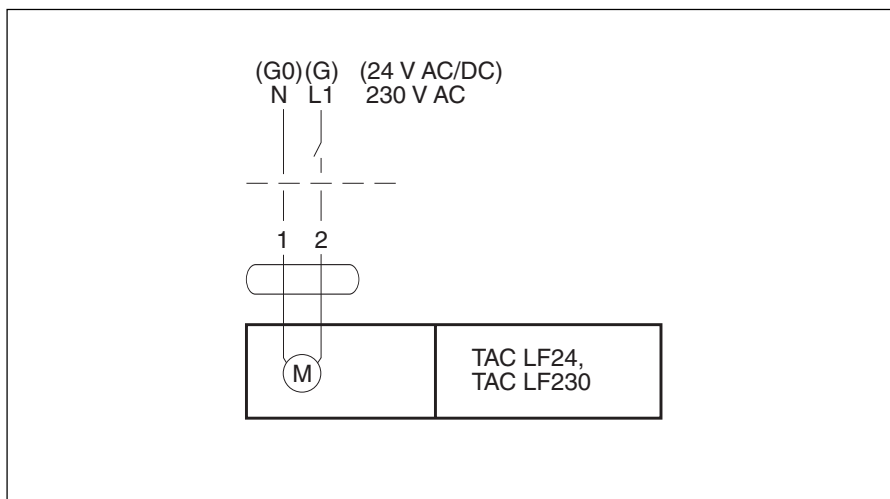 (G0) (G) (24 V AC/DC)
N L1 230 V AC
1 2
M
TAC LF24,
TAC LF230